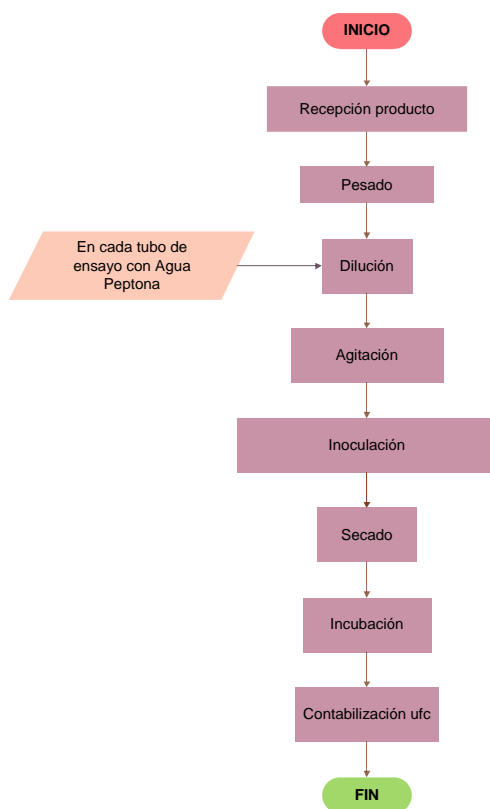 INICIO
Recepción producto
Pesado
En cada tubo de
ensayo con Agua
Peptona
Dilución
Agitación
Inoculación
Secado
Incubación
Contabilización ufc
FIN